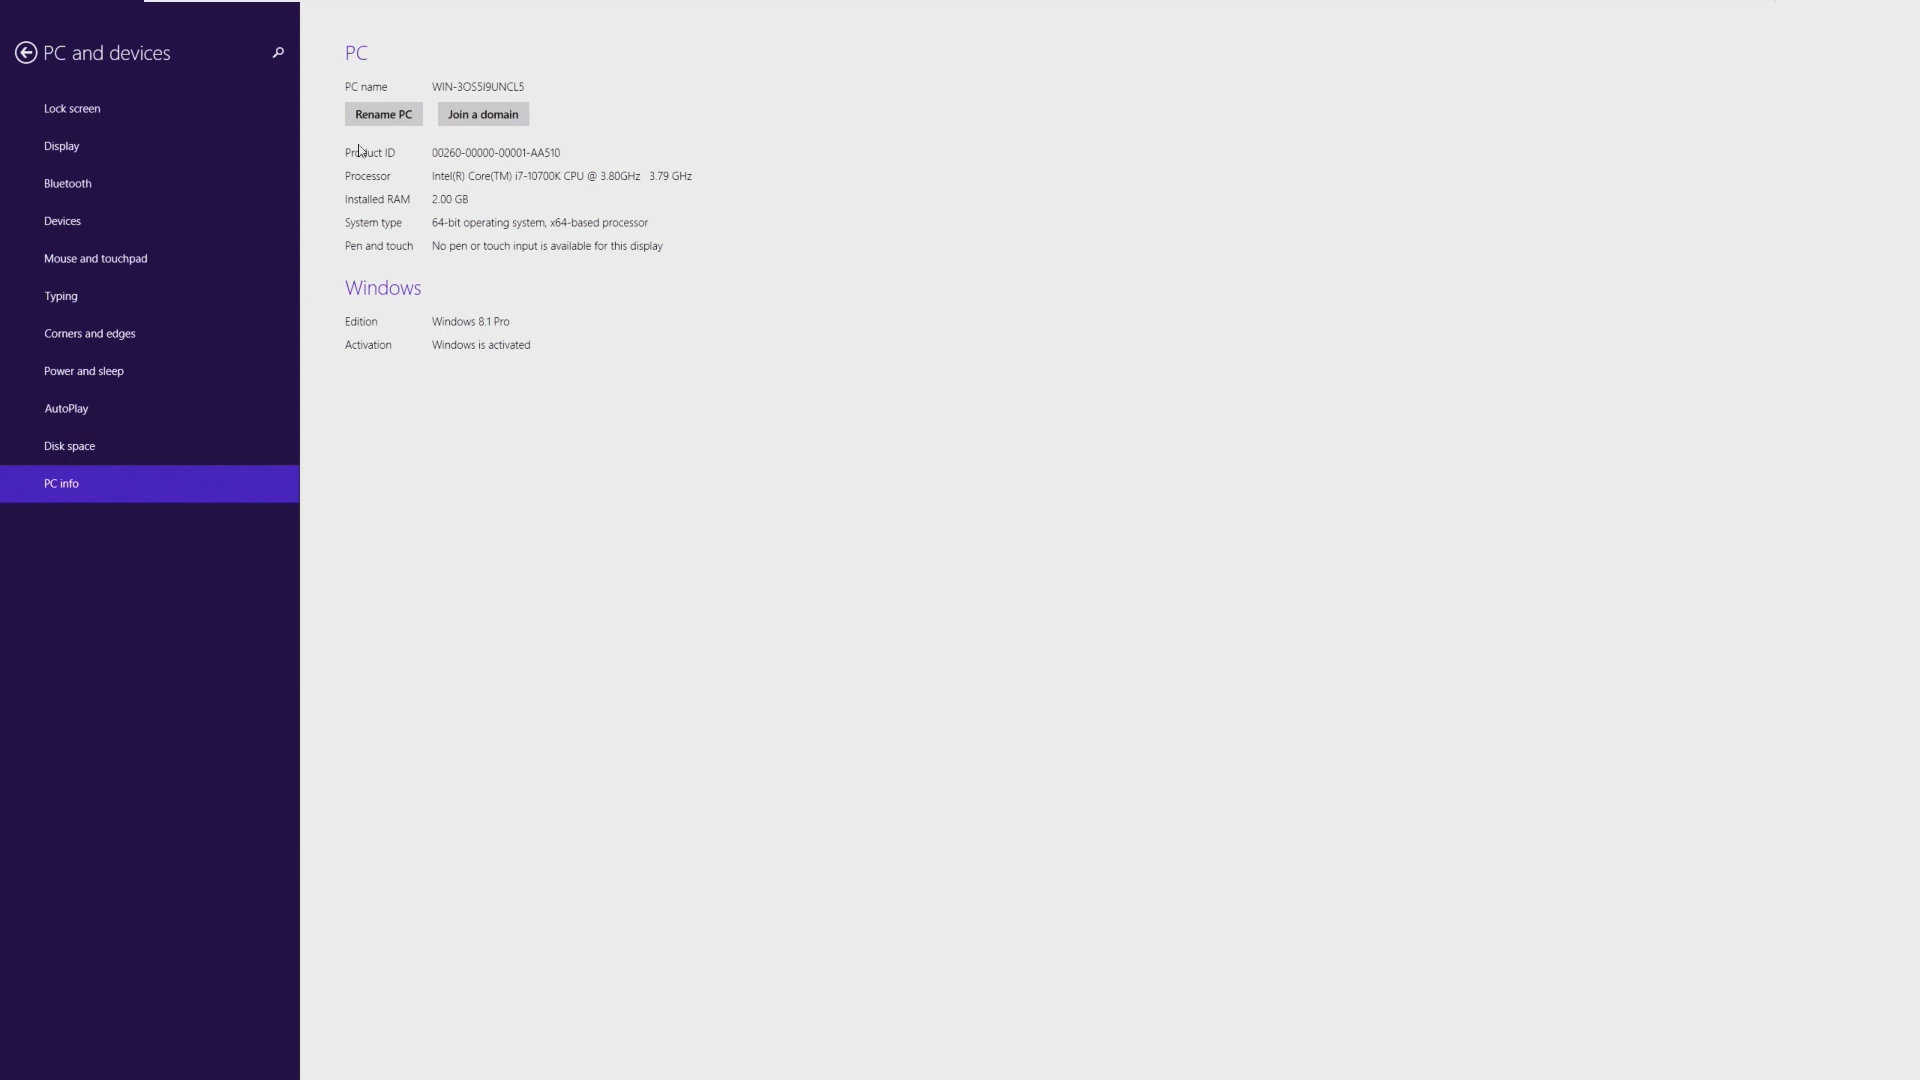 PC and devices
Lock screen
Display
Bluetooth
Devices
Mouse and touchpad
Typing
Corners and edges
Power and sleep
AutoPlay
Disk space
PC info
PC
PC name WIN-3OS5I9UNCL5
Rename PC Join a domain
Product ID 00260-00000-00001-AA510
Processor Intel(R) Core(TM) i7-10700K CPU @ 3.80GHz 3.79 GHz
Installed RAM 2.00 GB
System type 64-bit operating system, x64-based processor
Pen and touch No pen or touch input is available for this display
Windows
Edition Windows 8.1 Pro
Activation Windows is activated